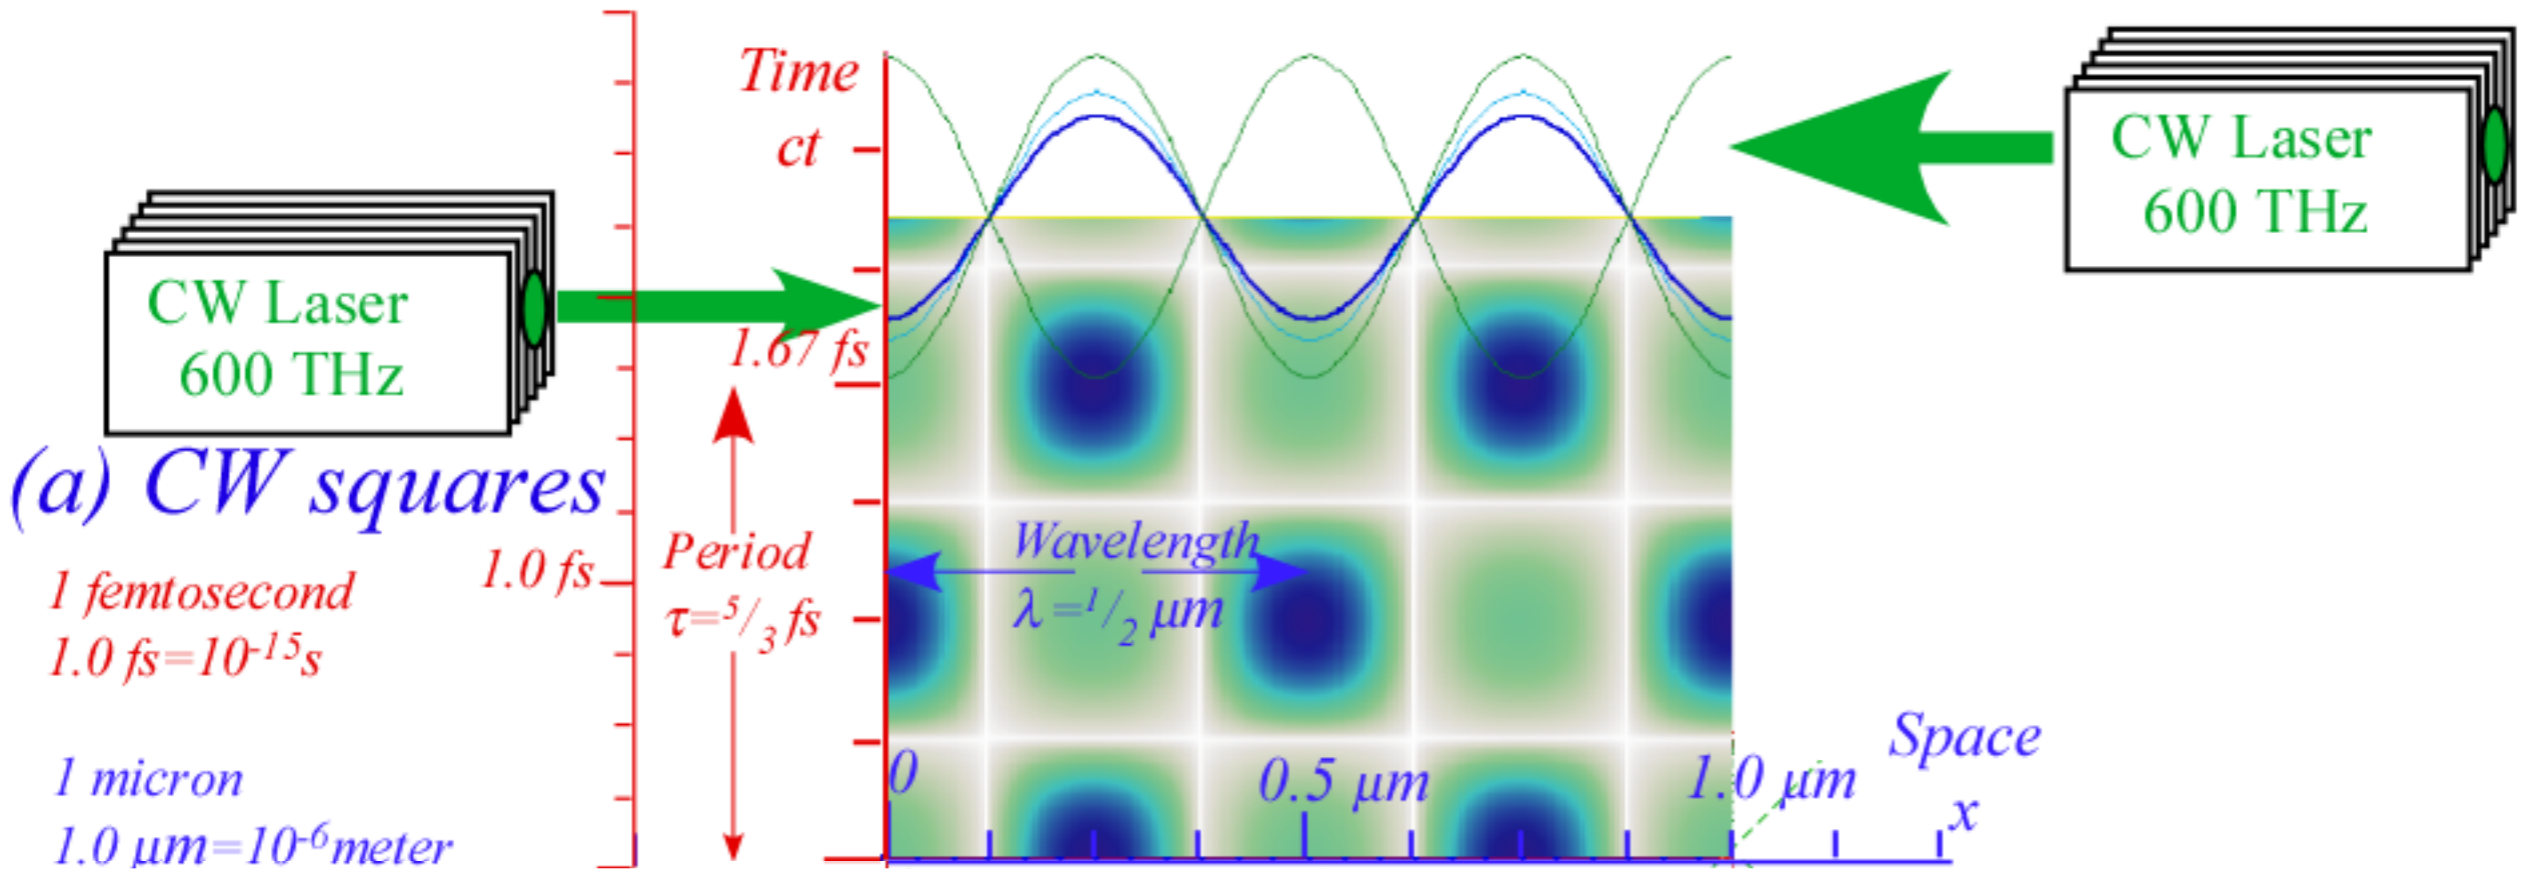 CW Laser
600 THz
(a) CW squares
1 femtosecond
1.0 fs=10⁻¹⁵s
1 micron
1.0 μm=10⁻⁶meter
1.0 fs
Time
ct
1.67 fs
Period
τ=⁵/₃ fs
Wavelength
λ=¹/₂ μm
0
0.5 μm
1.0 μm
Space
x
CW Laser
600 THz